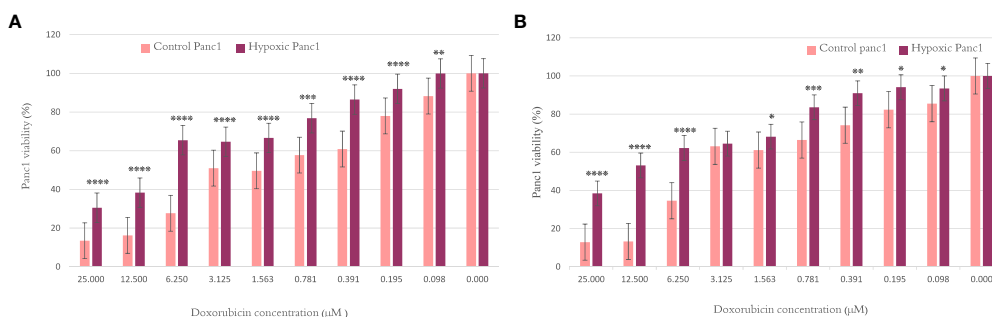 A
Control Panc1 Hypoxic Panc1
Panc1 viability (%)
120
100
80
60
40
20
0
**** **** **** **** **** *** **** **** **
25.000 12.500 6.250 3.125 1.563 0.781 0.391 0.195 0.098 0.000
Doxorubicin concentration (µM )
B
Control panc1 Hypoxic Panc1
Panc1 viability (%)
120
100
80
60
40
20
0
**** **** **** * *** ** * *
25.000 12.500 6.250 3.125 1.563 0.781 0.391 0.195 0.098 0.000
Doxorubicin concentration (µM)